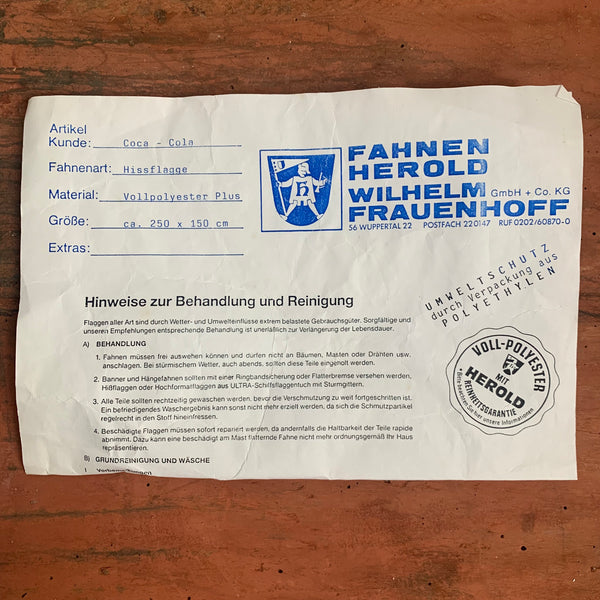 Artikel
Kunde: Coca - Cola
Fahnenart: Hissflagge
Material: Vollpolyester Plus
Größe: ca. 250 x 150 cm
Extras:
FAHNEN
HEROLD
WILHELM GmbH + Co. KG
FRAUENHOFF
56 WUPPERTAL 22 POSTFACH 220147 RUF 0202/60870-0
UMWELTSCHUTZ
durch Verpackung aus
POLYETHYLEN
Hinweise zur Behandlung und Reinigung
Flaggen aller Art sind durch Wetter- und Umwelteinflüsse extrem belastete Gebrauchsgüter. Sorgfältige und
unseren Empfehlungen entsprechende Behandlung ist unerläßlich zur Verlängerung der Lebensdauer.
A) BEHANDLUNG
1. Fahnen müssen frei auswehen können und dürfen nicht an Bäumen, Masten oder Drähten usw.
anschlagen. Bei stürmischem Wetter, auch abends, sollten diese Teile eingeholt werden.
2. Banner und Hängefahnen sollten mit einer Ringbandsicherung oder Flatterbremse versehen werden,
Hißflaggen oder Hochformatflaggen aus ULTRA-Schiffsflaggentuch mit Sturmgittern.
3. Alle Teile sollten rechtzeitig gewaschen werden, bevor die Verschmutzung zu weit fortgeschritten ist.
Ein befriedigendes Waschergebnis kann sonst nicht mehr erzielt werden, da sich die Schmutzpartikel
regelrecht in den Stoff hineinfressen.
4. Beschädigte Flaggen müssen sofort repariert werden, da andernfalls die Haltbarkeit der Teile rapide
abnimmt. Dazu kann eine beschädigt am Mast flatternde Fahne nicht mehr ordnungsgemäß Ihr Haus
repräsentieren.
B) GRUNDREINIGUNG UND WÄSCHE
I
VOLL-POLYESTER
MIT
HEROLD
REINHEITSGARANTIE
* Bitte beachten Sie hier unsere Informationen